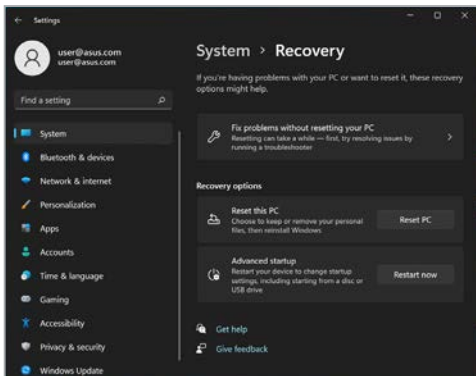 Settings
user@asus.com
user@asus.com
Find a setting
System
Bluetooth & devices
Network & internet
Personalization
Apps
Accounts
Time & language
Gaming
Accessibility
Privacy & security
Windows Update
System > Recovery
If you're having problems with your PC or want to reset it, these recovery
options might help.
Fix problems without resetting your PC
Resetting can take a while — first, try resolving issues by
running a troubleshooter
Recovery options
Reset this PC
Choose to keep or remove your personal
files, then reinstall Windows
Reset PC
Advanced startup
Restart your device to change startup
settings, including starting from a disc or
USB drive
Restart now
Get help
Give feedback